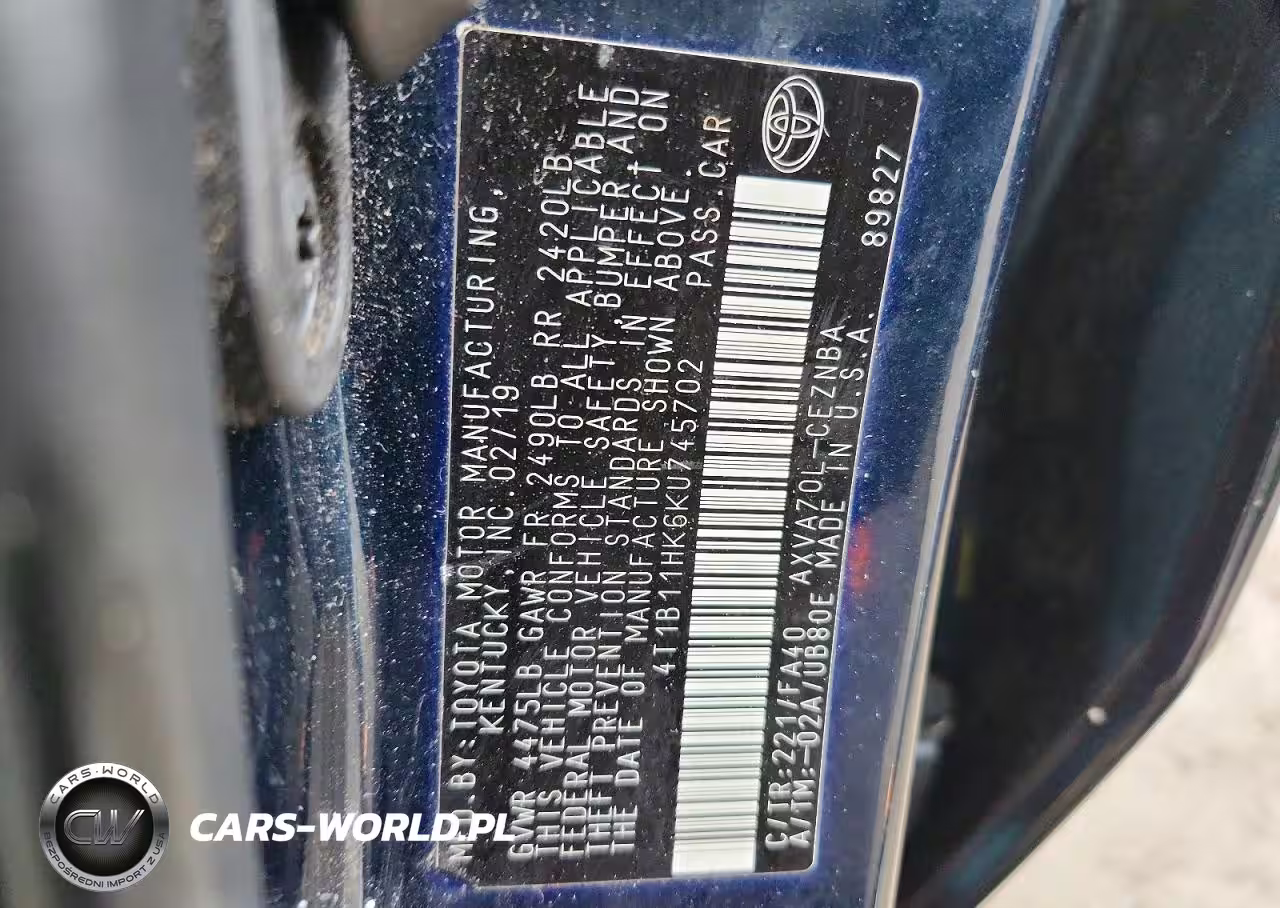 MFD.BY:TOYOTA MOTOR MANUFACTURING,
KENTUCKY,INC.02/19
GVWR 4475LB GAWR FR 2490LB RR 2420LB
THIS VEHICLE CONFORMS TO ALL APPLICABLE
FEDERAL MOTOR VEHICLE SAFETY, BUMPER AND
THEFT PREVENTION STANDARDS IN EFFECT ON
THE DATE OF MANUFACTURE SHOWN ABOVE.
4T1B11HK6KU745702 PASS.CAR
C/TR:221/FA40 AXVA70L-CEZNBA
A/TM:-02A/UB80E MADE IN U.S.A.
89827
CARS-WORLD
CW
BEZPOŚREDNI IMPORT Z USA
CARS-WORLD.PL